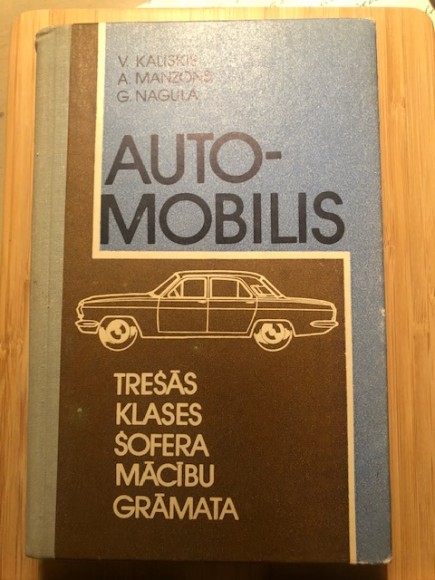 V. KALISKIS
A. MANZONS
G. NAGULA
AUTO-
MOBILIS
TREŠĀS
KLASES
ŠOFERA
MĀCĪBU
GRĀMATA